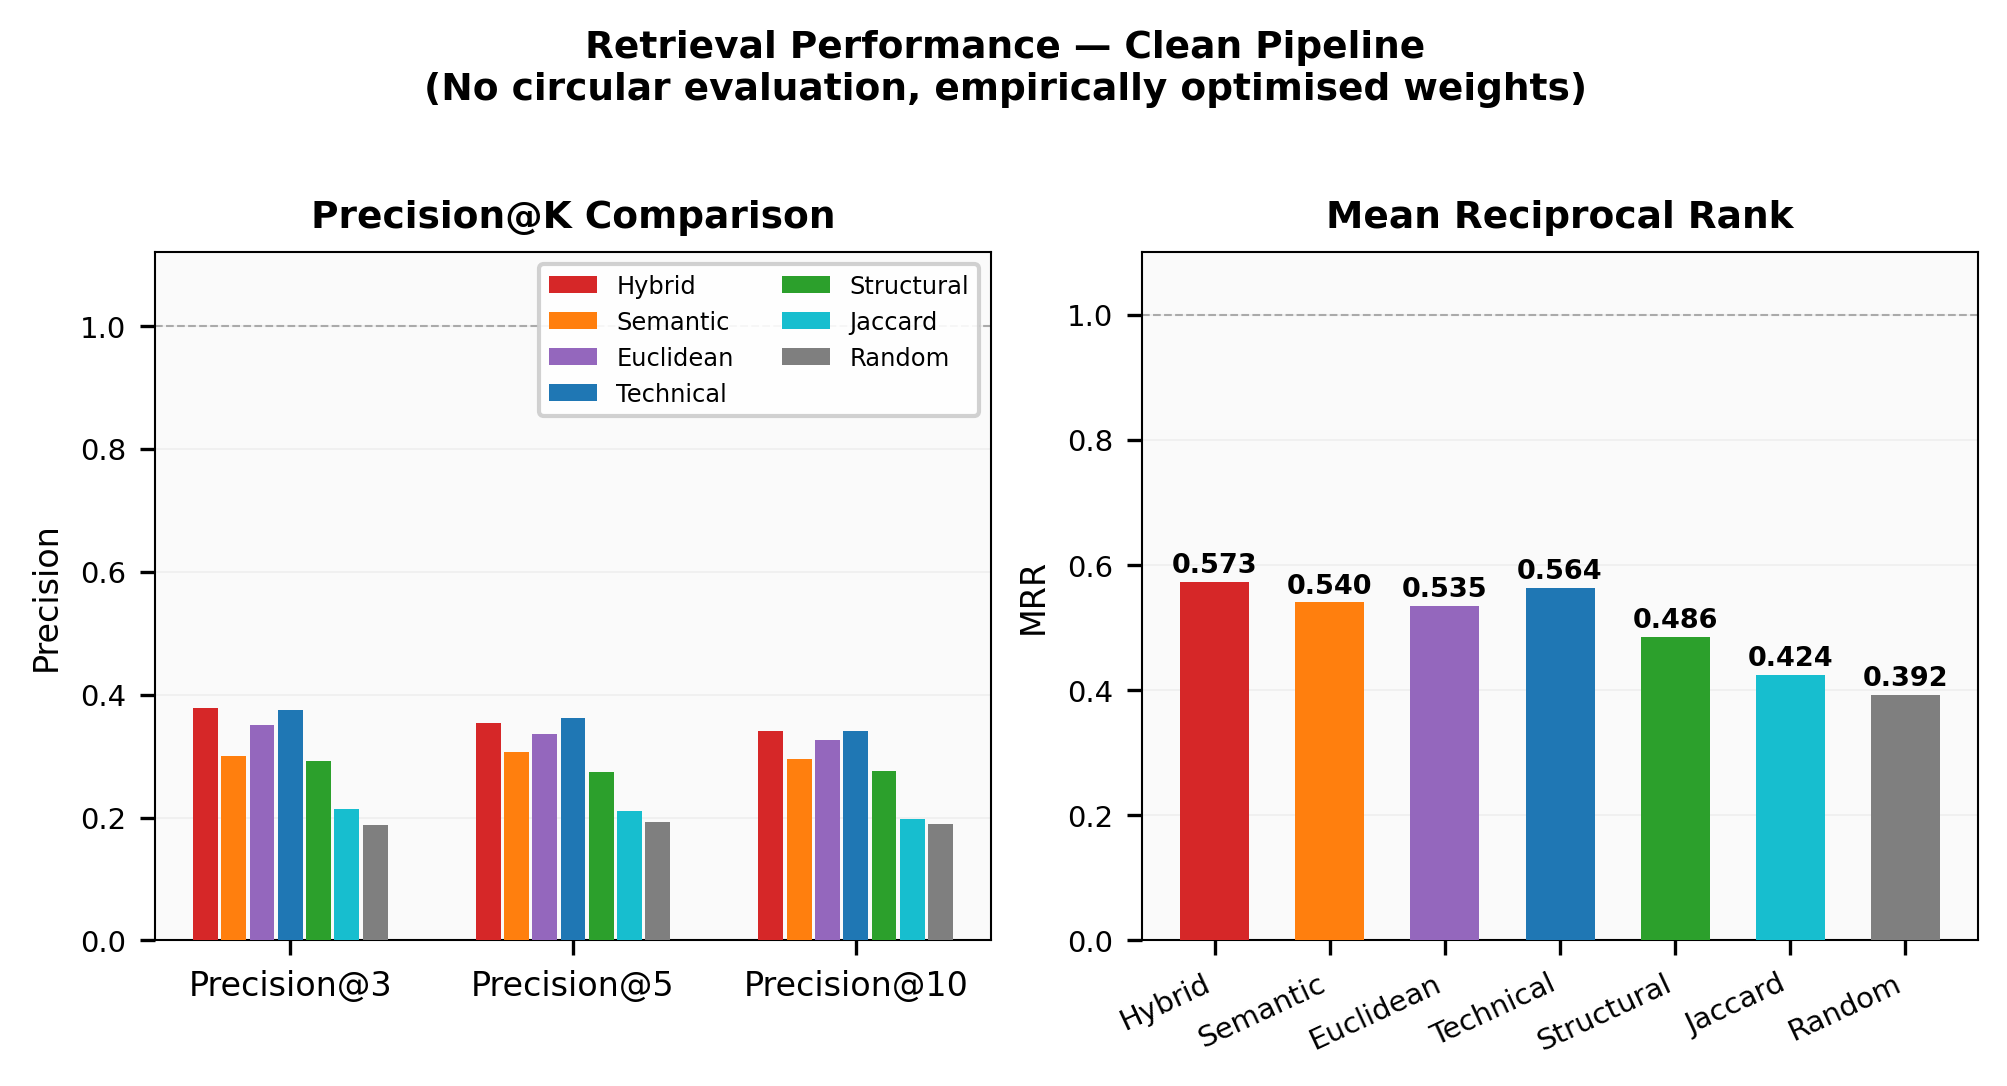 Retrieval Performance — Clean Pipeline
(No circular evaluation, empirically optimised weights)
Precision@K Comparison
Hybrid
Semantic
Euclidean
Technical
Structural
Jaccard
Random
Precision
1.0
0.8
0.6
0.4
0.2
0.0
Precision@3
Precision@5
Precision@10
Mean Reciprocal Rank
MRR
1.0
0.8
0.6
0.4
0.2
0.0
0.573
0.540
0.535
0.564
0.486
0.424
0.392
Hybrid
Semantic
Euclidean
Technical
Structural
Jaccard
Random